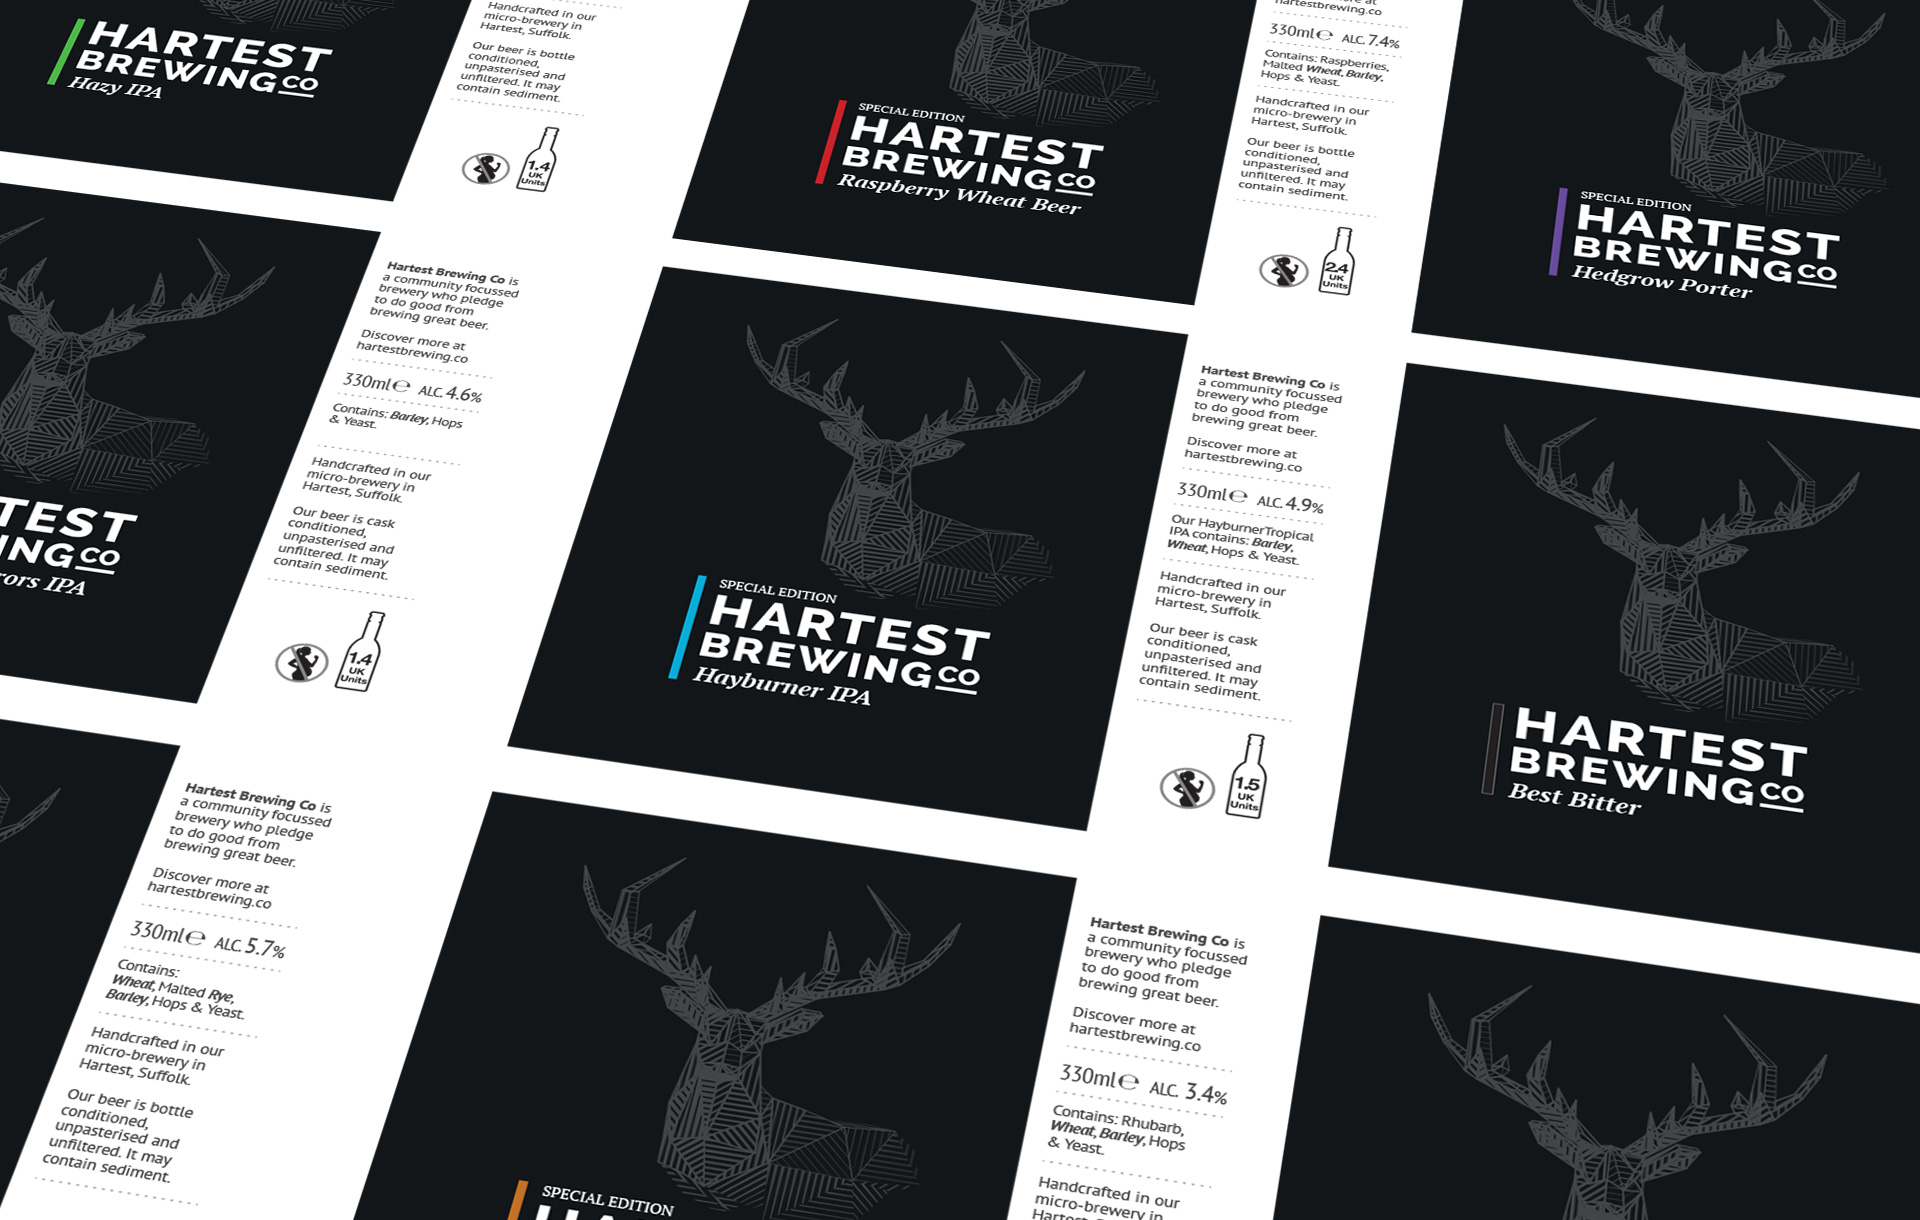 HARTEST
BREWING CO
Hazy IPA
Handcrafted in our
micro-brewery in
Hartest, Suffolk.
Our beer is bottle
conditioned,
unpasterised and
unfiltered. It may
contain sediment.
1.4
UK
Units
SPECIAL EDITION
HARTEST
BREWING CO
Raspberry Wheat Beer
hartestbrewing.co
330ml℮ ALC. 7.4%
Contains: Raspberries,
Malted Wheat, Barley,
Hops & Yeast.
Handcrafted in our
micro-brewery in
Hartest, Suffolk.
Our beer is bottle
conditioned,
unpasterised and
unfiltered. It may
contain sediment.
2.4
UK
Units
SPECIAL EDITION
HARTEST
BREWING CO
Hedgrow Porter
TEST
ING CO
rors IPA
Hartest Brewing Co is
a community focussed
brewery who pledge
to do good from
brewing great beer.
Discover more at
hartestbrewing.co
330ml℮ ALC. 4.6%
Contains: Barley, Hops
& Yeast.
Handcrafted in our
micro-brewery in
Hartest, Suffolk.
Our beer is cask
conditioned,
unpasterised and
unfiltered. It may
contain sediment.
1.4
UK
Units
SPECIAL EDITION
HARTEST
BREWING CO
Hayburner IPA
Hartest Brewing Co is
a community focussed
brewery who pledge
to do good from
brewing great beer.
Discover more at
hartestbrewing.co
330ml℮ ALC. 4.9%
Our HayburnerTropical
IPA contains: Barley,
Wheat, Hops & Yeast.
Handcrafted in our
micro-brewery in
Hartest, Suffolk.
Our beer is cask
conditioned,
unpasterised and
unfiltered. It may
contain sediment.
1.5
UK
Units
HARTEST
BREWING CO
Best Bitter
Hartest Brewing Co is
a community focussed
brewery who pledge
to do good from
brewing great beer.
Discover more at
hartestbrewing.co
330ml℮ ALC. 5.7%
Contains:
Wheat, Malted Rye,
Barley, Hops & Yeast.
Handcrafted in our
micro-brewery in
Hartest, Suffolk.
Our beer is bottle
conditioned,
unpasterised and
unfiltered. It may
contain sediment.
SPECIAL EDITION
Hartest Brewing Co is
a community focussed
brewery who pledge
to do good from
brewing great beer.
Discover more at
hartestbrewing.co
330ml℮ ALC. 3.4%
Contains: Rhubarb,
Wheat, Barley, Hops
& Yeast.
Handcrafted in our
micro-brewery in